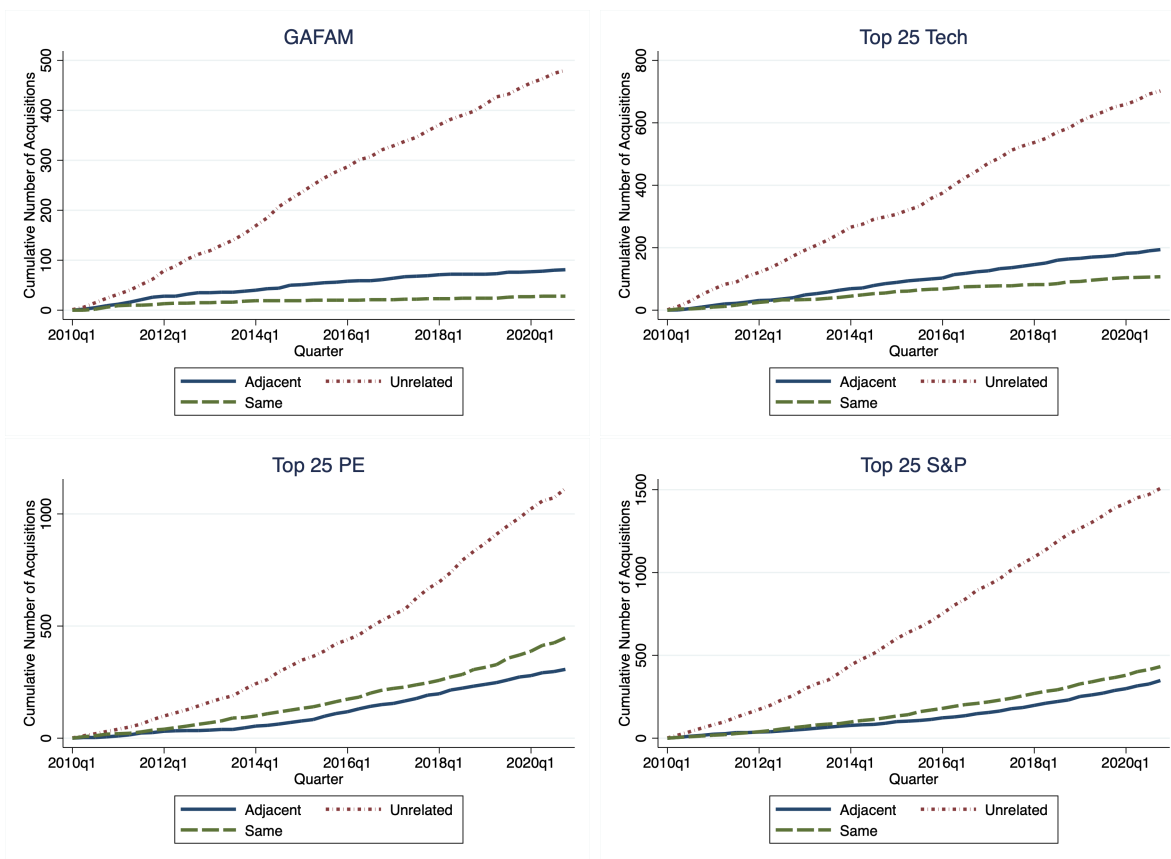 GAFAM
Cumulative Number of Acquisitions
500
400
300
200
100
0
2010q1 2012q1 2014q1 2016q1 2018q1 2020q1
Quarter
Adjacent Unrelated
Same
Top 25 Tech
Cumulative Number of Acquisitions
800
600
400
200
0
2010q1 2012q1 2014q1 2016q1 2018q1 2020q1
Quarter
Adjacent Unrelated
Same
Top 25 PE
Cumulative Number of Acquisitions
1000
500
0
2010q1 2012q1 2014q1 2016q1 2018q1 2020q1
Quarter
Adjacent Unrelated
Same
Top 25 S&P
Cumulative Number of Acquisitions
1500
1000
500
0
2010q1 2012q1 2014q1 2016q1 2018q1 2020q1
Quarter
Adjacent Unrelated
Same